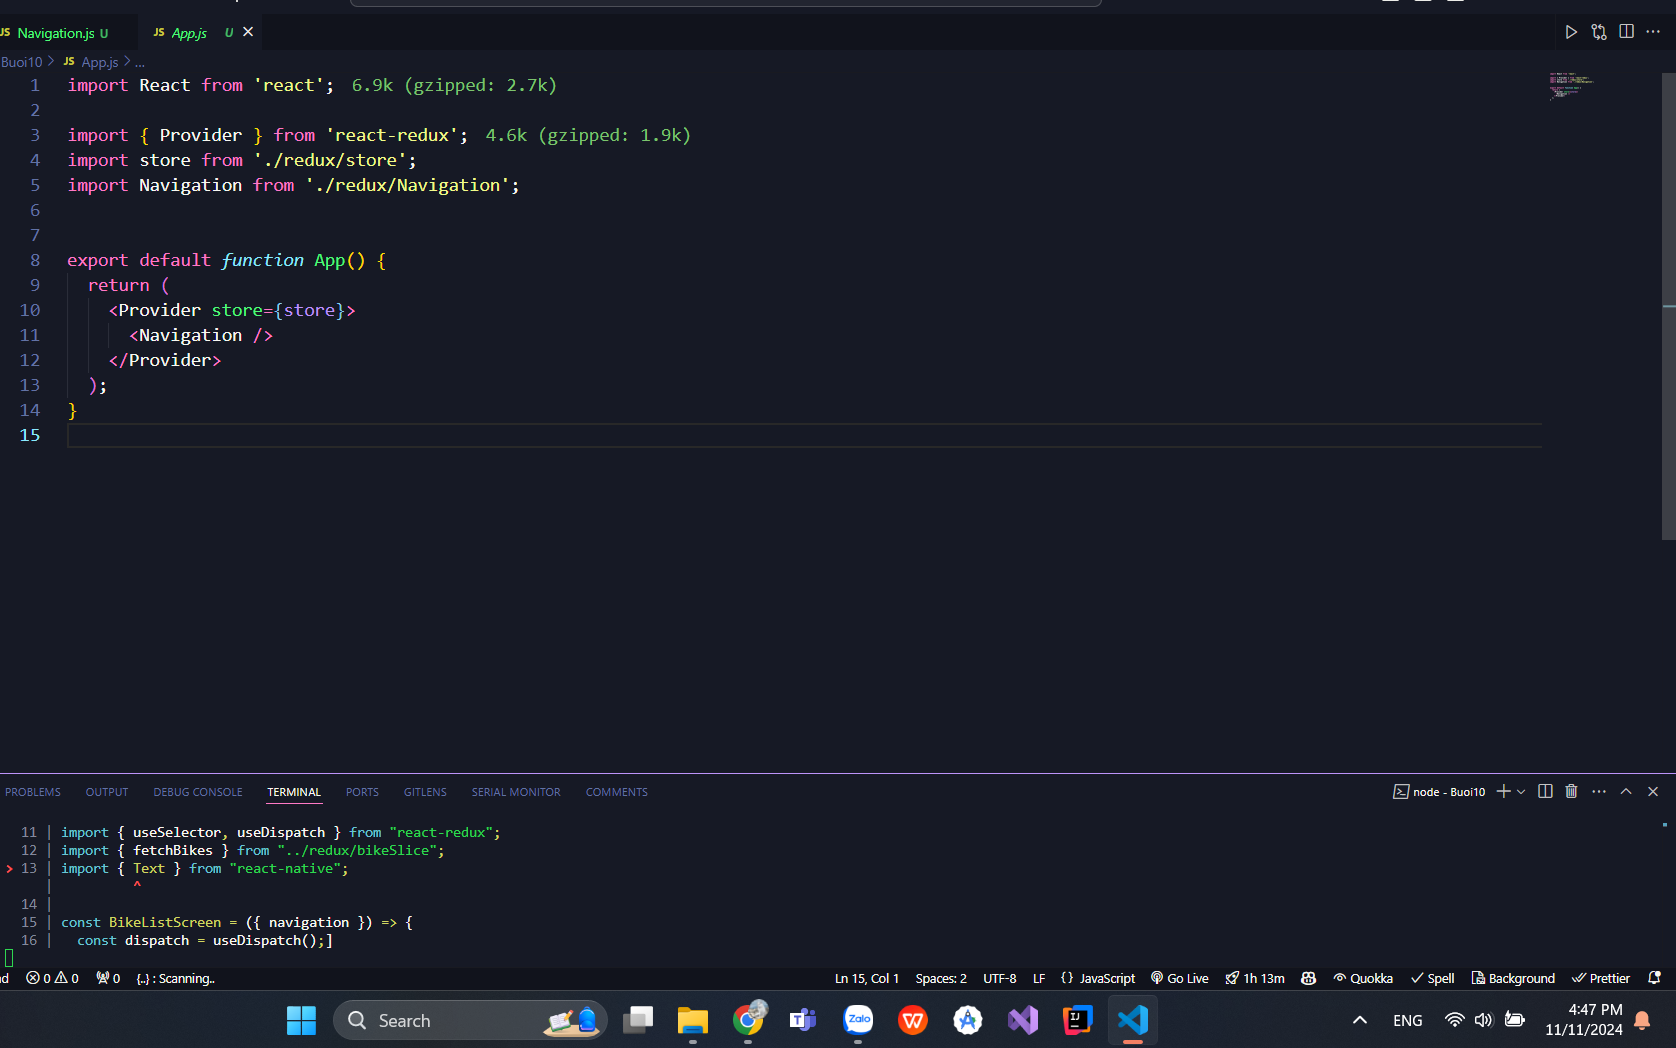 JS Navigation.js U JS App.js U
Buoi10 > JS App.js > ...
1 import React from 'react'; 6.9k (gzipped: 2.7k)
2
3 import { Provider } from 'react-redux'; 4.6k (gzipped: 1.9k)
4 import store from './redux/store';
5 import Navigation from './redux/Navigation';
6
7
8 export default function App() {
9 return (
10 <Provider store={store}>
11 <Navigation />
12 </Provider>
13 );
14 }
15
PROBLEMS OUTPUT DEBUG CONSOLE TERMINAL PORTS GITLENS SERIAL MONITOR COMMENTS node - Buoi10
11 | import { useSelector, useDispatch } from "react-redux";
12 | import { fetchBikes } from "../redux/bikeSlice";
> 13 | import { Text } from "react-native";
| ^
14 |
15 | const BikeListScreen = ({ navigation }) => {
16 | const dispatch = useDispatch();]
0 0 0 {..} : Scanning.. Ln 15, Col 1 Spaces: 2 UTF-8 LF {} JavaScript Go Live 1h 13m Quokka Spell Background Prettier
Search Zalo ENG 4:47 PM
11/11/2024